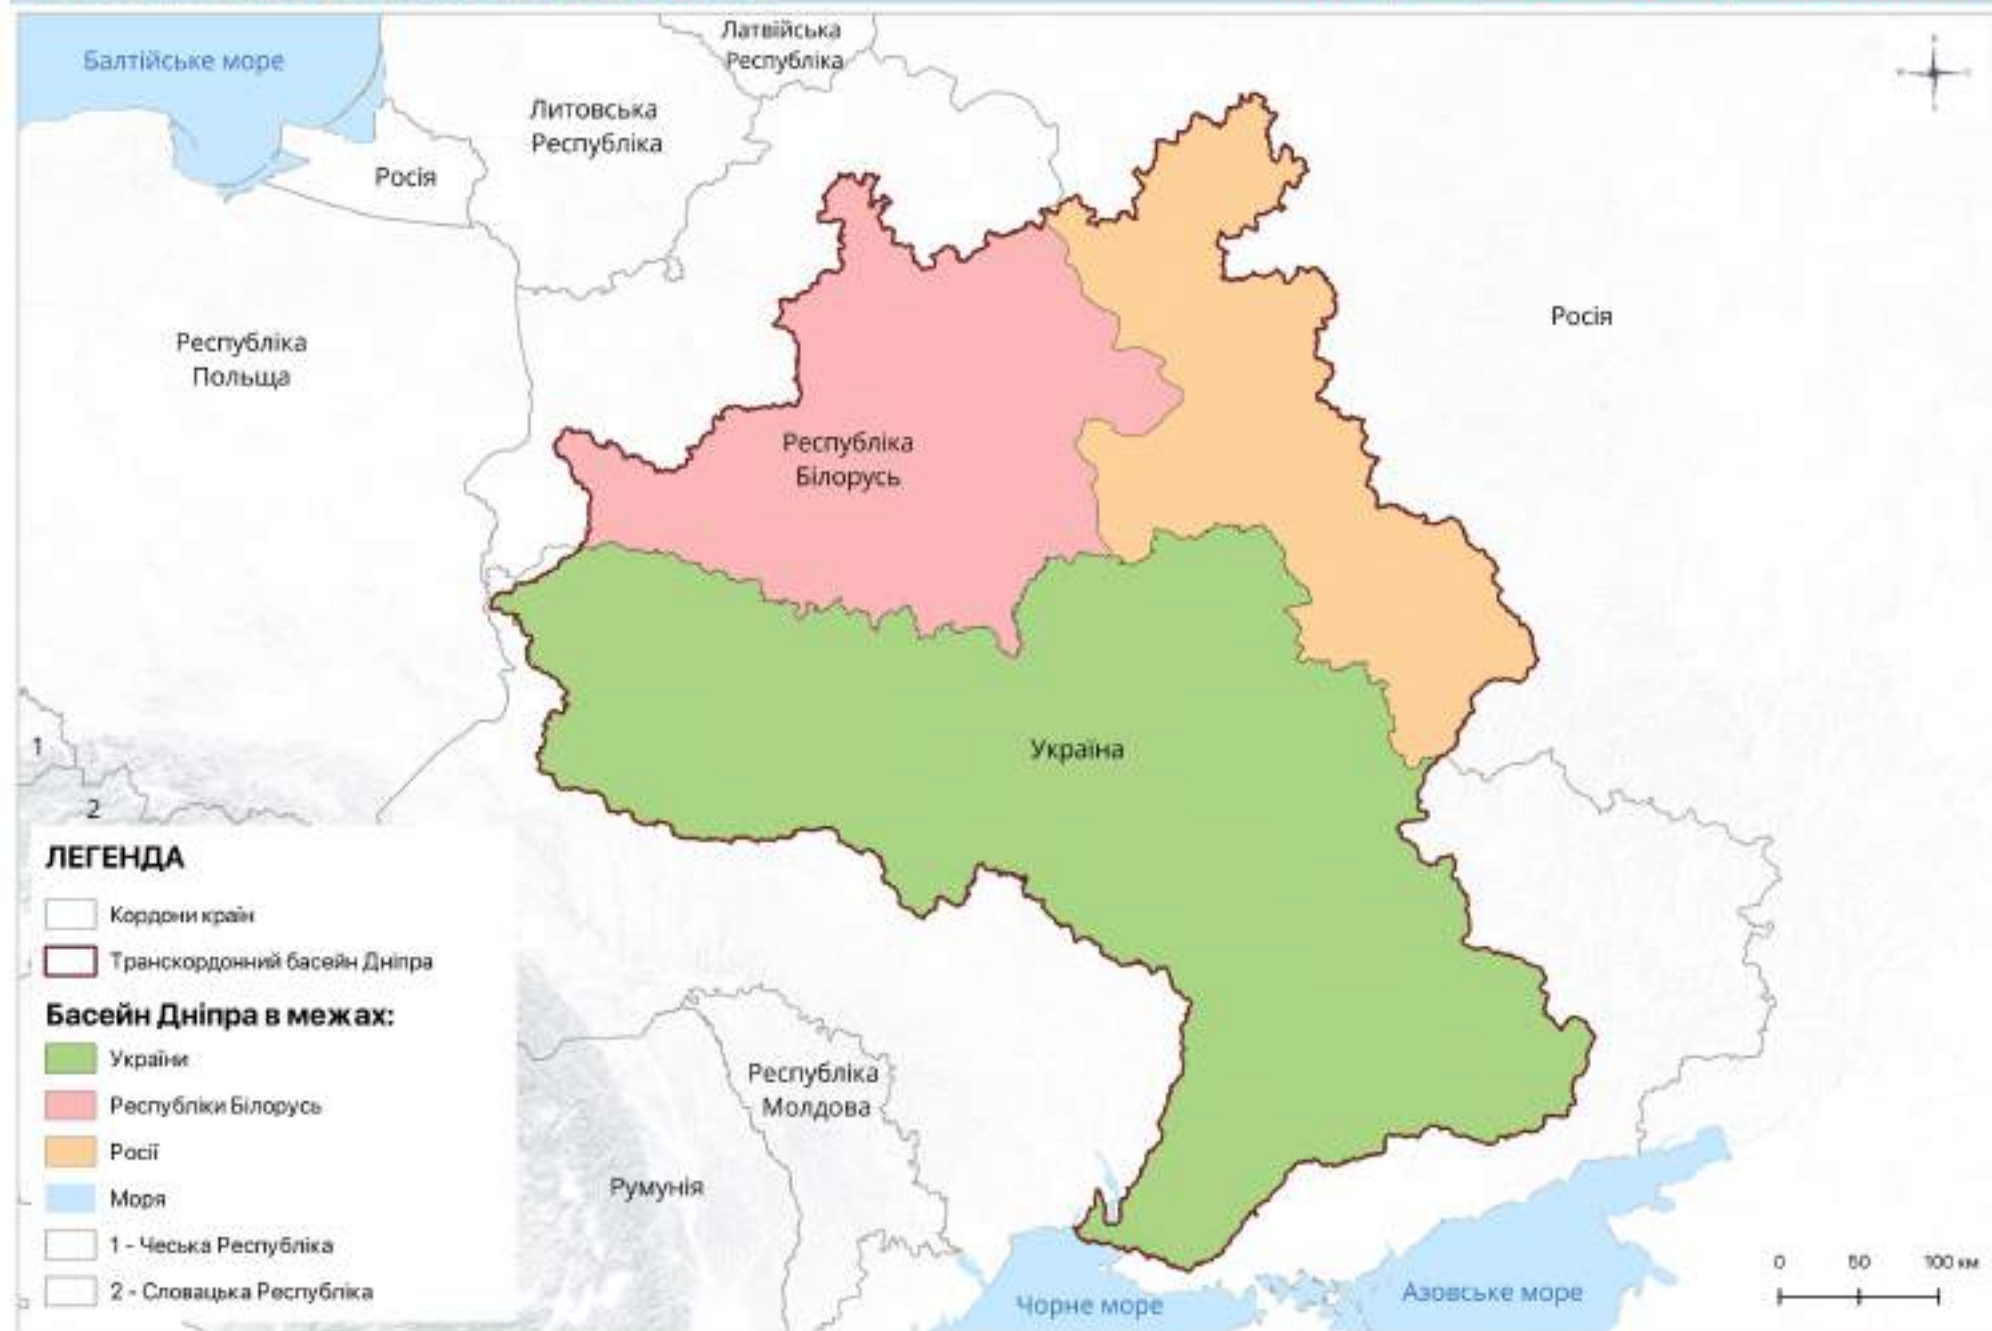 Балтійське море
Латвійська
Республіка
Литовська
Республіка
Росія
Росія
Республіка
Польща
Республіка
Білорусь
Україна
1
2
ЛЕГЕНДА
Кордони країн
Транскордонний басейн Дніпра
Басейн Дніпра в межах:
України
Республіки Білорусь
Росії
Моря
1 - Чеська Республіка
2 - Словацька Республіка
Республіка
Молдова
Румунія
Чорне море
Азовське море
0 50 100 км